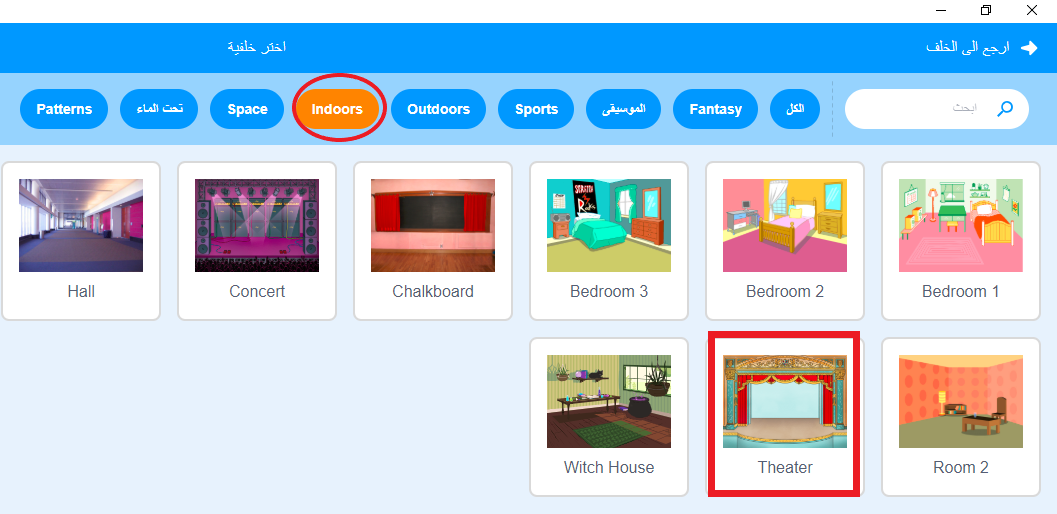 ارجع الى الخلف
اختر خلفية
ابحث
الكل
Fantasy
الموسيقى
Sports
Outdoors
Indoors
Space
تحت الماء
Patterns
Bedroom 1
Bedroom 2
Bedroom 3
Chalkboard
Concert
Hall
Room 2
Theater
Witch House